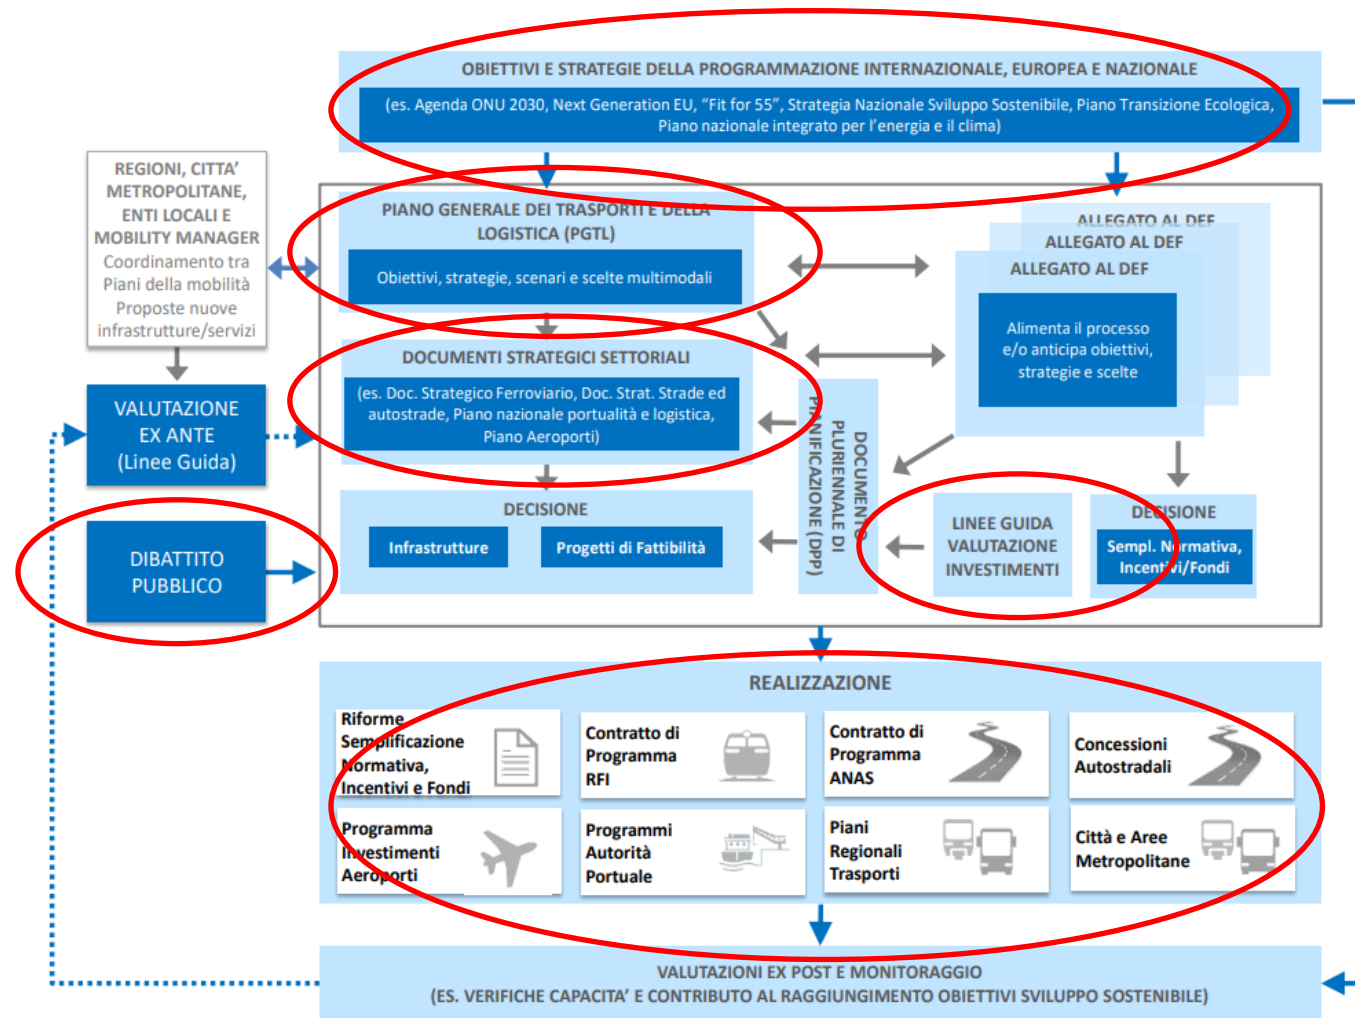 OBIETTIVI E STRATEGIE DELLA PROGRAMMAZIONE INTERNAZIONALE, EUROPEA E NAZIONALE
(es. Agenda ONU 2030, Next Generation EU, “Fit for 55”, Strategia Nazionale Sviluppo Sostenibile, Piano Transizione Ecologica,
Piano nazionale integrato per l’energia e il clima)
REGIONI, CITTA’
METROPOLITANE,
ENTI LOCALI E
MOBILITY MANAGER
Coordinamento tra
Piani della mobilità
Proposte nuove
infrastrutture/servizi
PIANO GENERALE DEI TRASPORTI E DELLA
LOGISTICA (PGTL)
Obiettivi, strategie, scenari e scelte multimodali
ALLEGATO AL DEF
ALLEGATO AL DEF
ALLEGATO AL DEF
Alimenta il processo
e/o anticipa obiettivi,
strategie e scelte
DOCUMENTI STRATEGICI SETTORIALI
(es. Doc. Strategico Ferroviario, Doc. Strat. Strade ed
autostrade, Piano nazionale portualità e logistica,
Piano Aeroporti)
VALUTAZIONE
EX ANTE
(Linee Guida)
DOCUMENTO
PLURIENNALE DI
PIANIFICAZIONE (DPP)
DECISIONE
Infrastrutture
Progetti di Fattibilità
LINEE GUIDA
VALUTAZIONE
INVESTIMENTI
DECISIONE
Sempl. Normativa,
Incentivi/Fondi
DIBATTITO
PUBBLICO
REALIZZAZIONE
Riforme
Semplificazione
Normativa,
Incentivi e Fondi
Contratto di
Programma
RFI
Contratto di
Programma
ANAS
Concessioni
Autostradali
Programma
Investimenti
Aeroporti
Programmi
Autorità
Portuale
Piani
Regionali
Trasporti
Città e Aree
Metropolitane
VALUTAZIONI EX POST E MONITORAGGIO
(ES. VERIFICHE CAPACITA’ E CONTRIBUTO AL RAGGIUNGIMENTO OBIETTIVI SVILUPPO SOSTENIBILE)